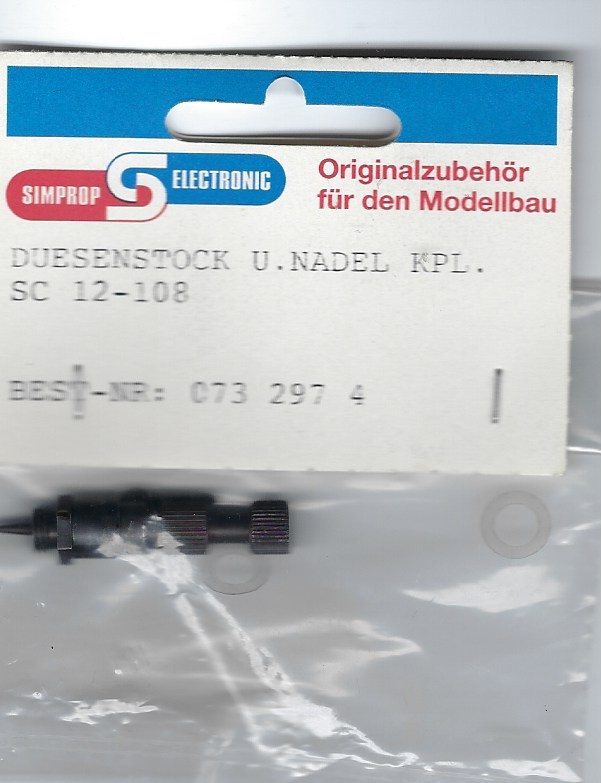 SIMPROP ELECTRONIC
Originalzubehör
für den Modellbau
DUESENSTOCK U.NADEL KPL.
SC 12-108
BEST-NR: 073 297 4